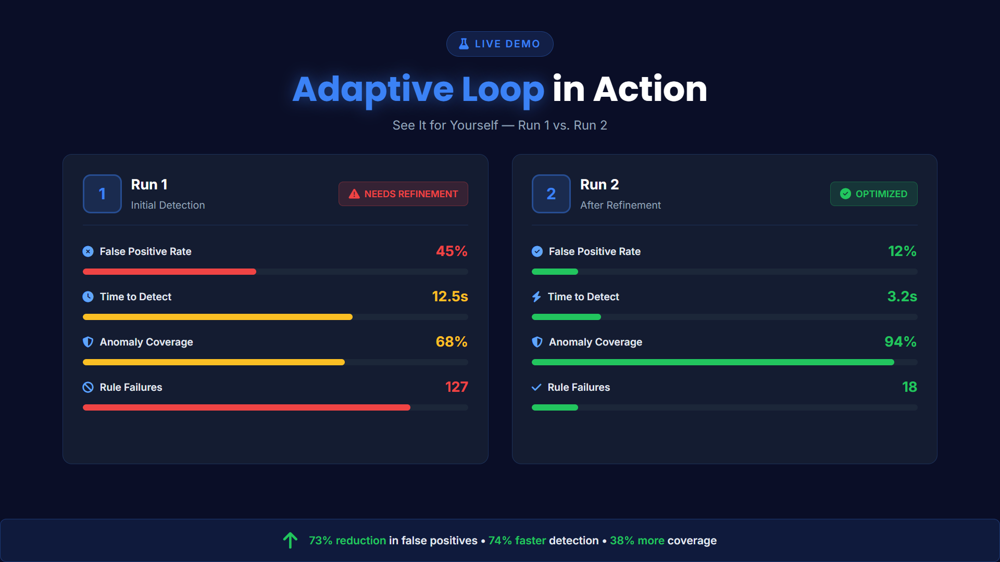 LIVE DEMO
Adaptive Loop in Action
See It for Yourself — Run 1 vs. Run 2
1
Run 1
Initial Detection
NEEDS REFINEMENT
False Positive Rate
45%
Time to Detect
12.5s
Anomaly Coverage
68%
Rule Failures
127
2
Run 2
After Refinement
OPTIMIZED
False Positive Rate
12%
Time to Detect
3.2s
Anomaly Coverage
94%
Rule Failures
18
73% reduction in false positives • 74% faster detection • 38% more coverage